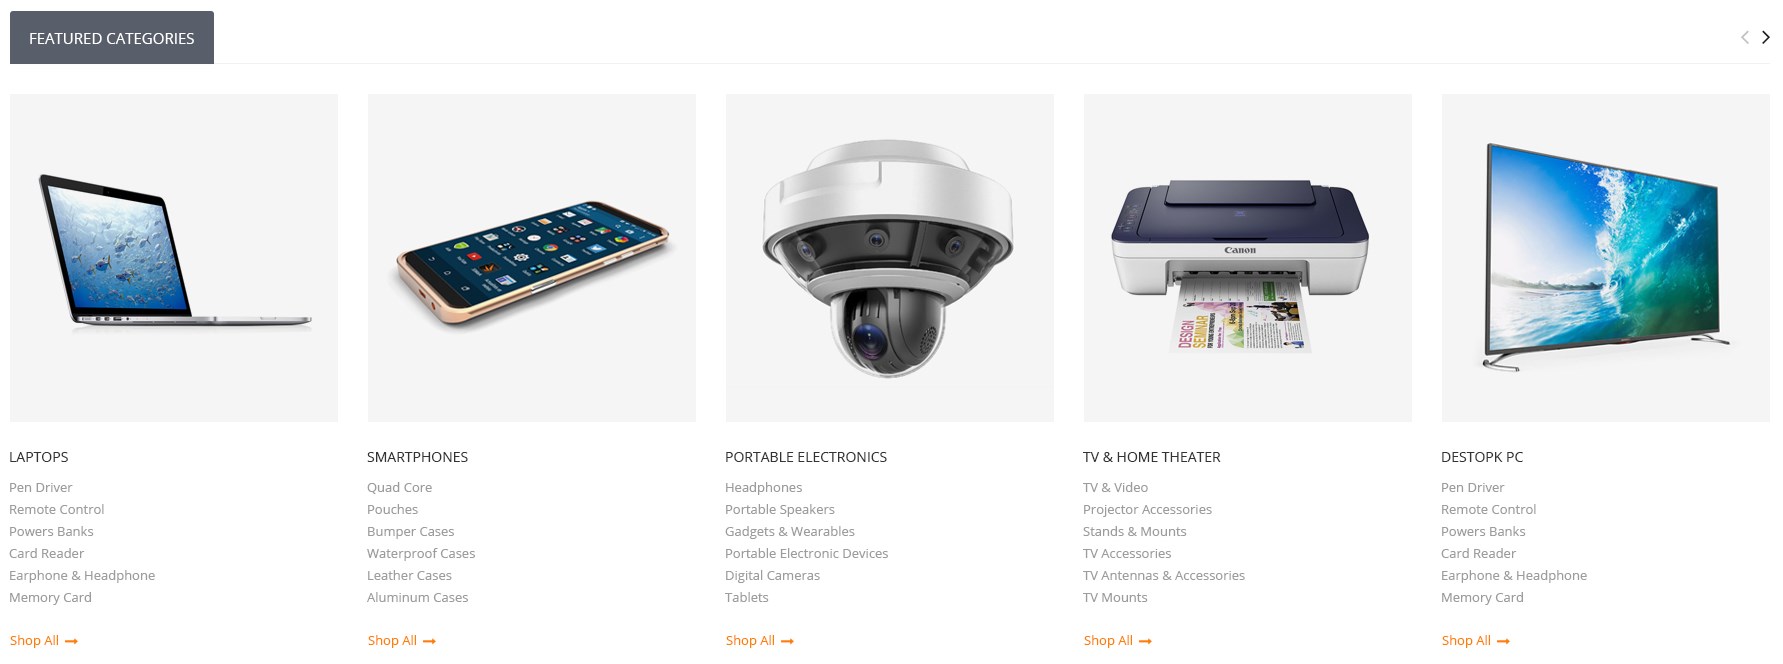 FEATURED CATEGORIES
Canon
DESIGN
SEMINAR
LAPTOPS
Pen Driver
Remote Control
Powers Banks
Card Reader
Earphone & Headphone
Memory Card
Shop All
SMARTPHONES
Quad Core
Pouches
Bumper Cases
Waterproof Cases
Leather Cases
Aluminum Cases
Shop All
PORTABLE ELECTRONICS
Headphones
Portable Speakers
Gadgets & Wearables
Portable Electronic Devices
Digital Cameras
Tablets
Shop All
TV & HOME THEATER
TV & Video
Projector Accessories
Stands & Mounts
TV Accessories
TV Antennas & Accessories
TV Mounts
Shop All
DESTOPK PC
Pen Driver
Remote Control
Powers Banks
Card Reader
Earphone & Headphone
Memory Card
Shop All